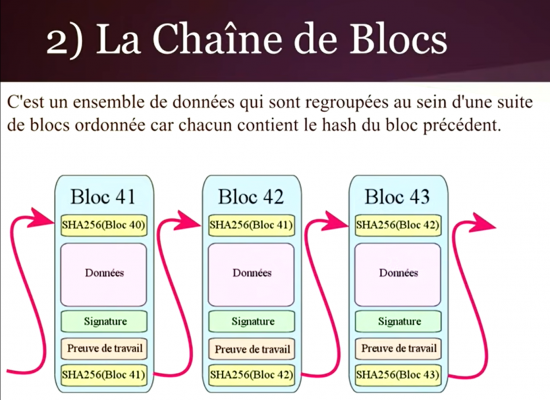 2) La Chaîne de Blocs
C'est un ensemble de données qui sont regroupées au sein d'une suite
de blocs ordonnée car chacun contient le hash du bloc précédent.
Bloc 41
SHA256(Bloc 40)
Données
Signature
Preuve de travail
SHA256(Bloc 41)
Bloc 42
SHA256(Bloc 41)
Données
Signature
Preuve de travail
SHA256(Bloc 42)
Bloc 43
SHA256(Bloc 42)
Données
Signature
Preuve de travail
SHA256(Bloc 43)